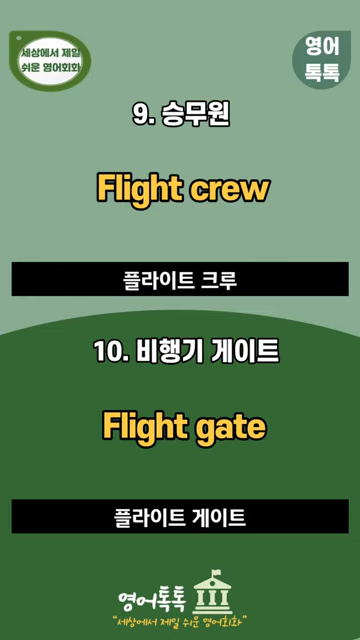 세상에서 제일
쉬운 영어회화
영어
톡톡
9. 승무원
Flight crew
플라이트 크루
10. 비행기 게이트
Flight gate
플라이트 게이트
영어톡톡
"세상에서 제일 쉬운 영어회화"